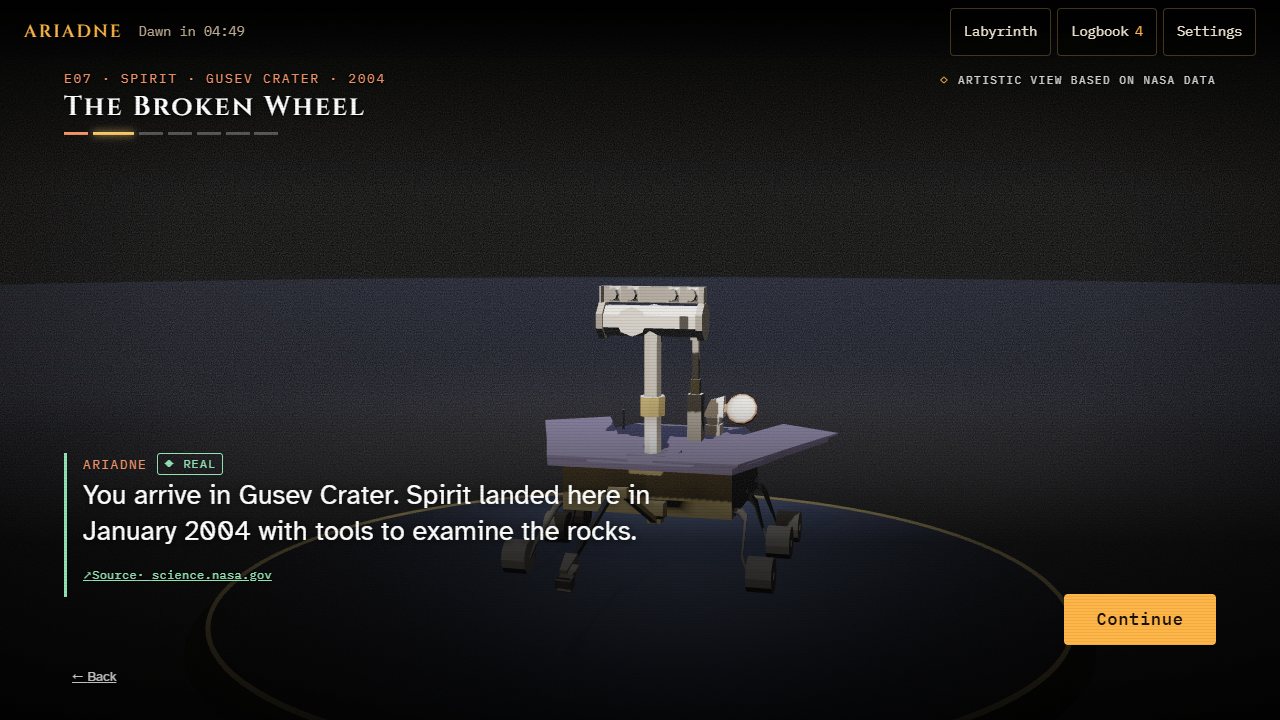 ARIADNE Dawn in 04:49 Labyrinth Logbook 4 Settings
E07 · SPIRIT · GUSEV CRATER · 2004
◇ ARTISTIC VIEW BASED ON NASA DATA
The Broken Wheel
ARIADNE ◆ REAL
You arrive in Gusev Crater. Spirit landed here in
January 2004 with tools to examine the rocks.
↗Source· science.nasa.gov
Continue
← Back